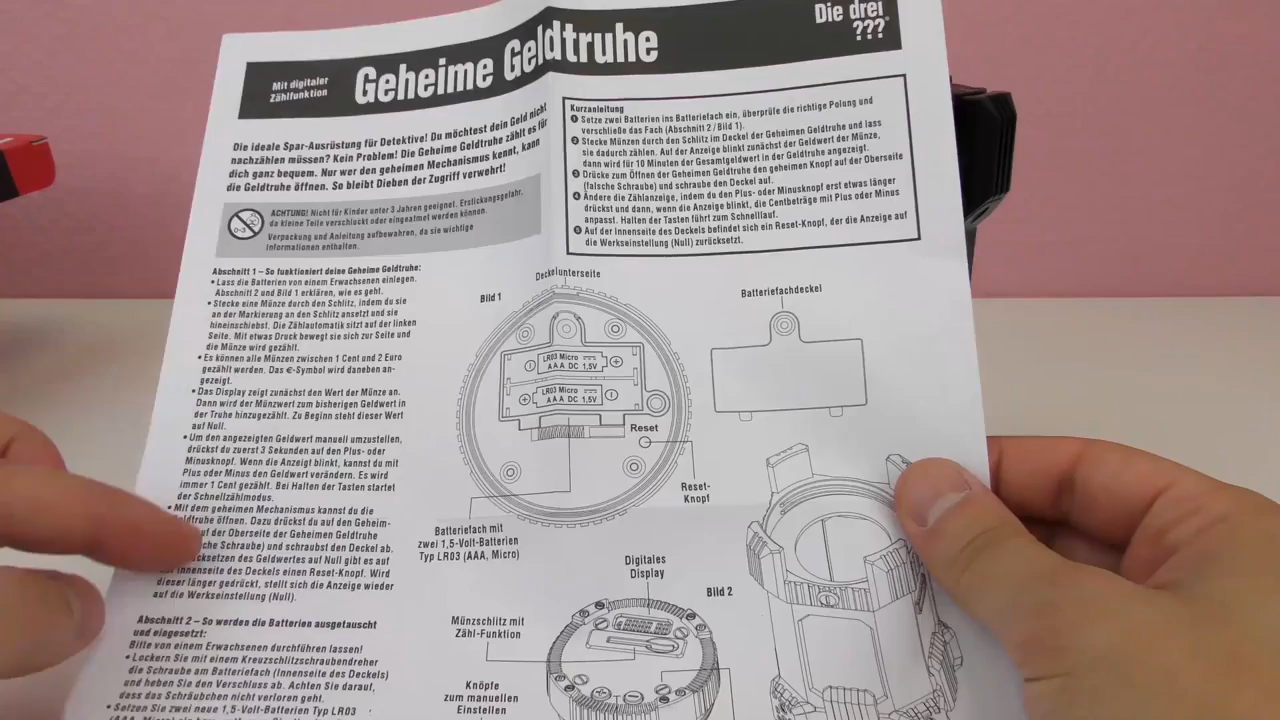 Mit digitaler
Zählfunktion
Geheime Geldtruhe
Die drei
???®
Die ideale Spar-Ausrüstung für Detektive! Du möchtest dein Geld nicht
nachzählen müssen? Kein Problem! Die Geheime Geldtruhe zählt es für
dich ganz bequem. Nur wer den geheimen Mechanismus kennt, kann
die Geldtruhe öffnen. So bleibt Dieben der Zugriff verwehrt!
0-3
ACHTUNG! Nicht für Kinder unter 3 Jahren geeignet. Erstickungsgefahr,
da kleine Teile verschluckt oder eingeatmet werden können.
Verpackung und Anleitung aufbewahren, da sie wichtige
Informationen enthalten.
Kurzanleitung
1 Setze zwei Batterien ins Batteriefach ein, überprüfe die richtige Polung und
verschließe das Fach (Abschnitt 2 / Bild 1).
2 Stecke Münzen durch den Schlitz im Deckel der Geheimen Geldtruhe und lass
sie dadurch zählen. Auf der Anzeige blinkt zunächst der Geldwert der Münze,
dann wird für 10 Minuten der Gesamtgeldwert in der Geldtruhe angezeigt.
3 Drücke zum Öffnen der Geheimen Geldtruhe den geheimen Knopf auf der Oberseite
(falsche Schraube) und schraube den Deckel auf.
4 Ändere die Zählanzeige, indem du den Plus- oder Minusknopf erst etwas länger
drückst und dann, wenn die Anzeige blinkt, die Centbeträge mit Plus oder Minus
anpasst. Halten der Tasten führt zum Schnelllauf.
5 Auf der Innenseite des Deckels befindet sich ein Reset-Knopf, der die Anzeige auf
die Werkseinstellung (Null) zurücksetzt.
Abschnitt 1 – So funktioniert deine Geheime Geldtruhe:
• Lass die Batterien von einem Erwachsenen einlegen.
Abschnitt 2 und Bild 1 erklären, wie es geht.
• Stecke eine Münze durch den Schlitz, indem du sie
an der Markierung an den Schlitz ansetzt und sie
hineinschiebst. Die Zählautomatik sitzt auf der linken
Seite. Mit etwas Druck bewegt sie sich zur Seite und
die Münze wird gezählt.
• Es können alle Münzen zwischen 1 Cent und 2 Euro
gezählt werden. Das €-Symbol wird daneben an-
gezeigt.
• Das Display zeigt zunächst den Wert der Münze an.
Dann wird der Münzwert zum bisherigen Geldwert in
der Truhe hinzugezählt. Zu Beginn steht dieser Wert
auf Null.
• Um den angezeigten Geldwert manuell umzustellen,
drückst du zuerst 3 Sekunden auf den Plus- oder
Minusknopf. Wenn die Anzeigt blinkt, kannst du mit
Plus oder Minus den Geldwert verändern. Es wird
immer 1 Cent gezählt. Bei Halten der Tasten startet
der Schnellzählmodus.
• Mit dem geheimen Mechanismus kannst du die
ldtruhe öffnen. Dazu drückst du auf den Geheim-
uf der Oberseite der Geheimen Geldtruhe
che Schraube) und schraubst den Deckel ab.
cksetzen des Geldwertes auf Null gibt es auf
Innenseite des Deckels einen Reset-Knopf. Wird
dieser länger gedrückt, stellt sich die Anzeige wieder
auf die Werkseinstellung (Null).
Abschnitt 2 – So werden die Batterien ausgetauscht
und eingesetzt:
Bitte von einem Erwachsenen durchführen lassen!
• Lockern Sie mit einem Kreuzschlitzschraubendreher
die Schraube am Batteriefach (Innenseite des Deckels)
und heben Sie den Verschluss ab. Achten Sie darauf,
dass das Schräubchen nicht verloren geht.
• Setzen Sie zwei neue 1,5-Volt-Batterien Typ LR03
(AAA, Micro)
Deckelunterseite
Bild 1
LR03 Micro
AAA DC 1,5V
LR03 Micro
AAA DC 1,5V
Reset
Batteriefachdeckel
Reset-
Knopf
Batteriefach mit
zwei 1,5-Volt-Batterien
Typ LR03 (AAA, Micro)
Digitales
Display
Bild 2
Münzschlitz mit
Zähl-Funktion
Knöpfe
zum manuellen
Einstellen